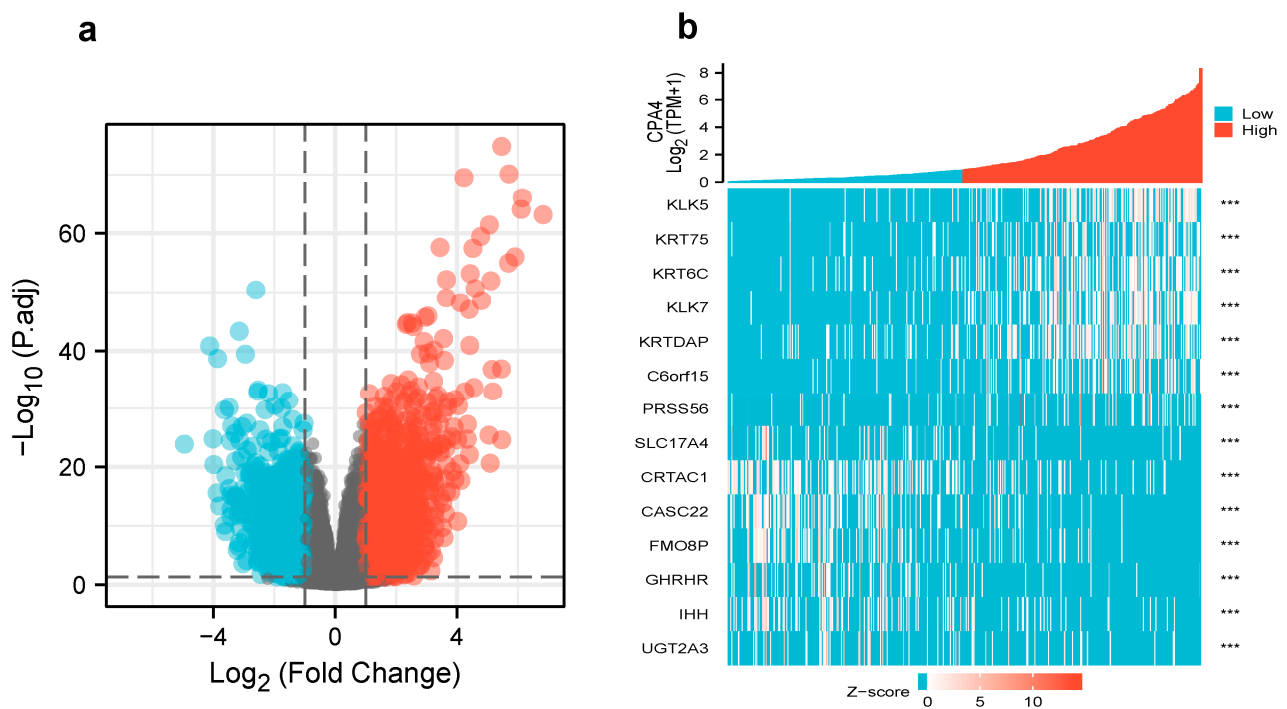 a
60
40
20
0
−4 0 4
−Log10 (P.adj)
Log2 (Fold Change)
b
CPA4
Log2 (TPM+1)
8
6
4
2
0
Low
High
KLK5 ***
KRT75 ***
KRT6C ***
KLK7 ***
KRTDAP ***
C6orf15 ***
PRSS56 ***
SLC17A4 ***
CRTAC1 ***
CASC22 ***
FMO8P ***
GHRHR ***
IHH ***
UGT2A3 ***
Z−score
0 5 10